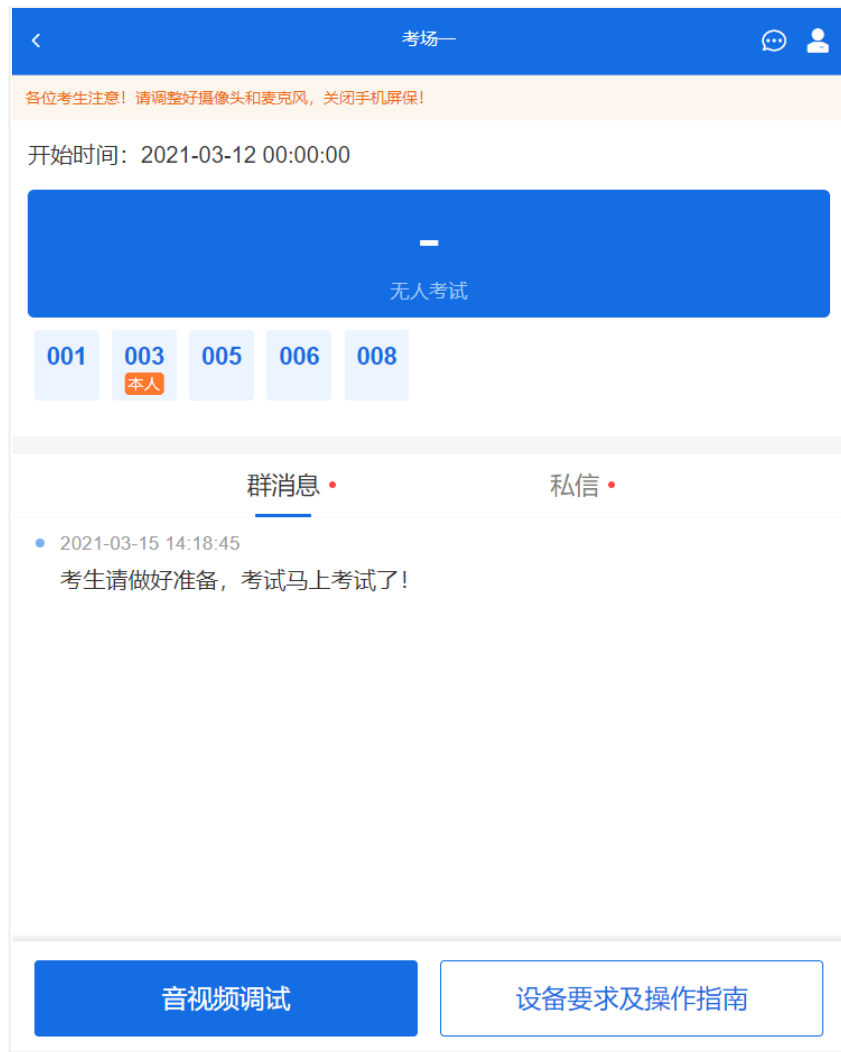 考场一
各位考生注意！请调整好摄像头和麦克风，关闭手机屏保！
开始时间：2021-03-12 00:00:00
-
无人考试
001 003 005 006 008
本人
群消息 私信
2021-03-15 14:18:45
考生请做好准备，考试马上考试了！
音视频调试 设备要求及操作指南